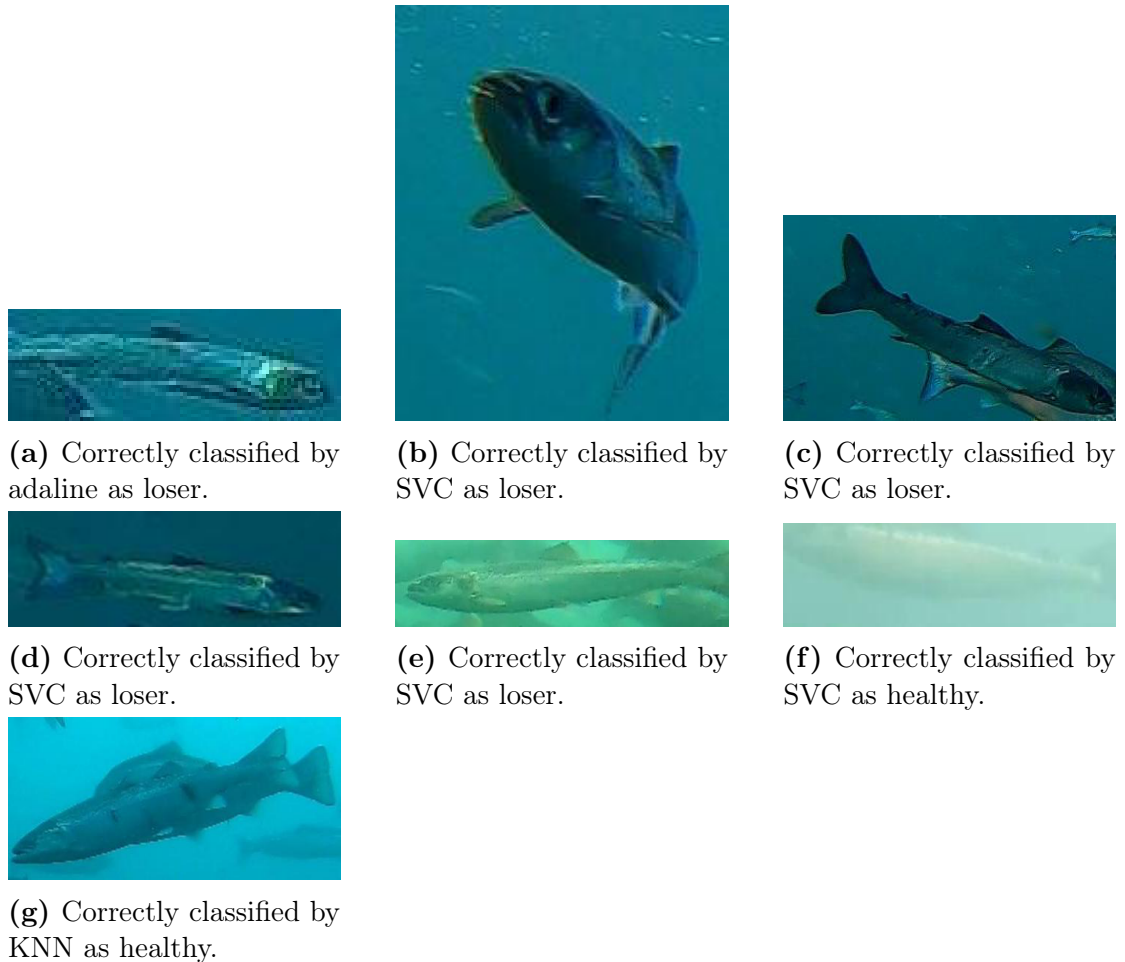 (a) Correctly classified by
adaline as loser.
(b) Correctly classified by
SVC as loser.
(c) Correctly classified by
SVC as loser.
(d) Correctly classified by
SVC as loser.
(e) Correctly classified by
SVC as loser.
(f) Correctly classified by
SVC as healthy.
(g) Correctly classified by
KNN as healthy.